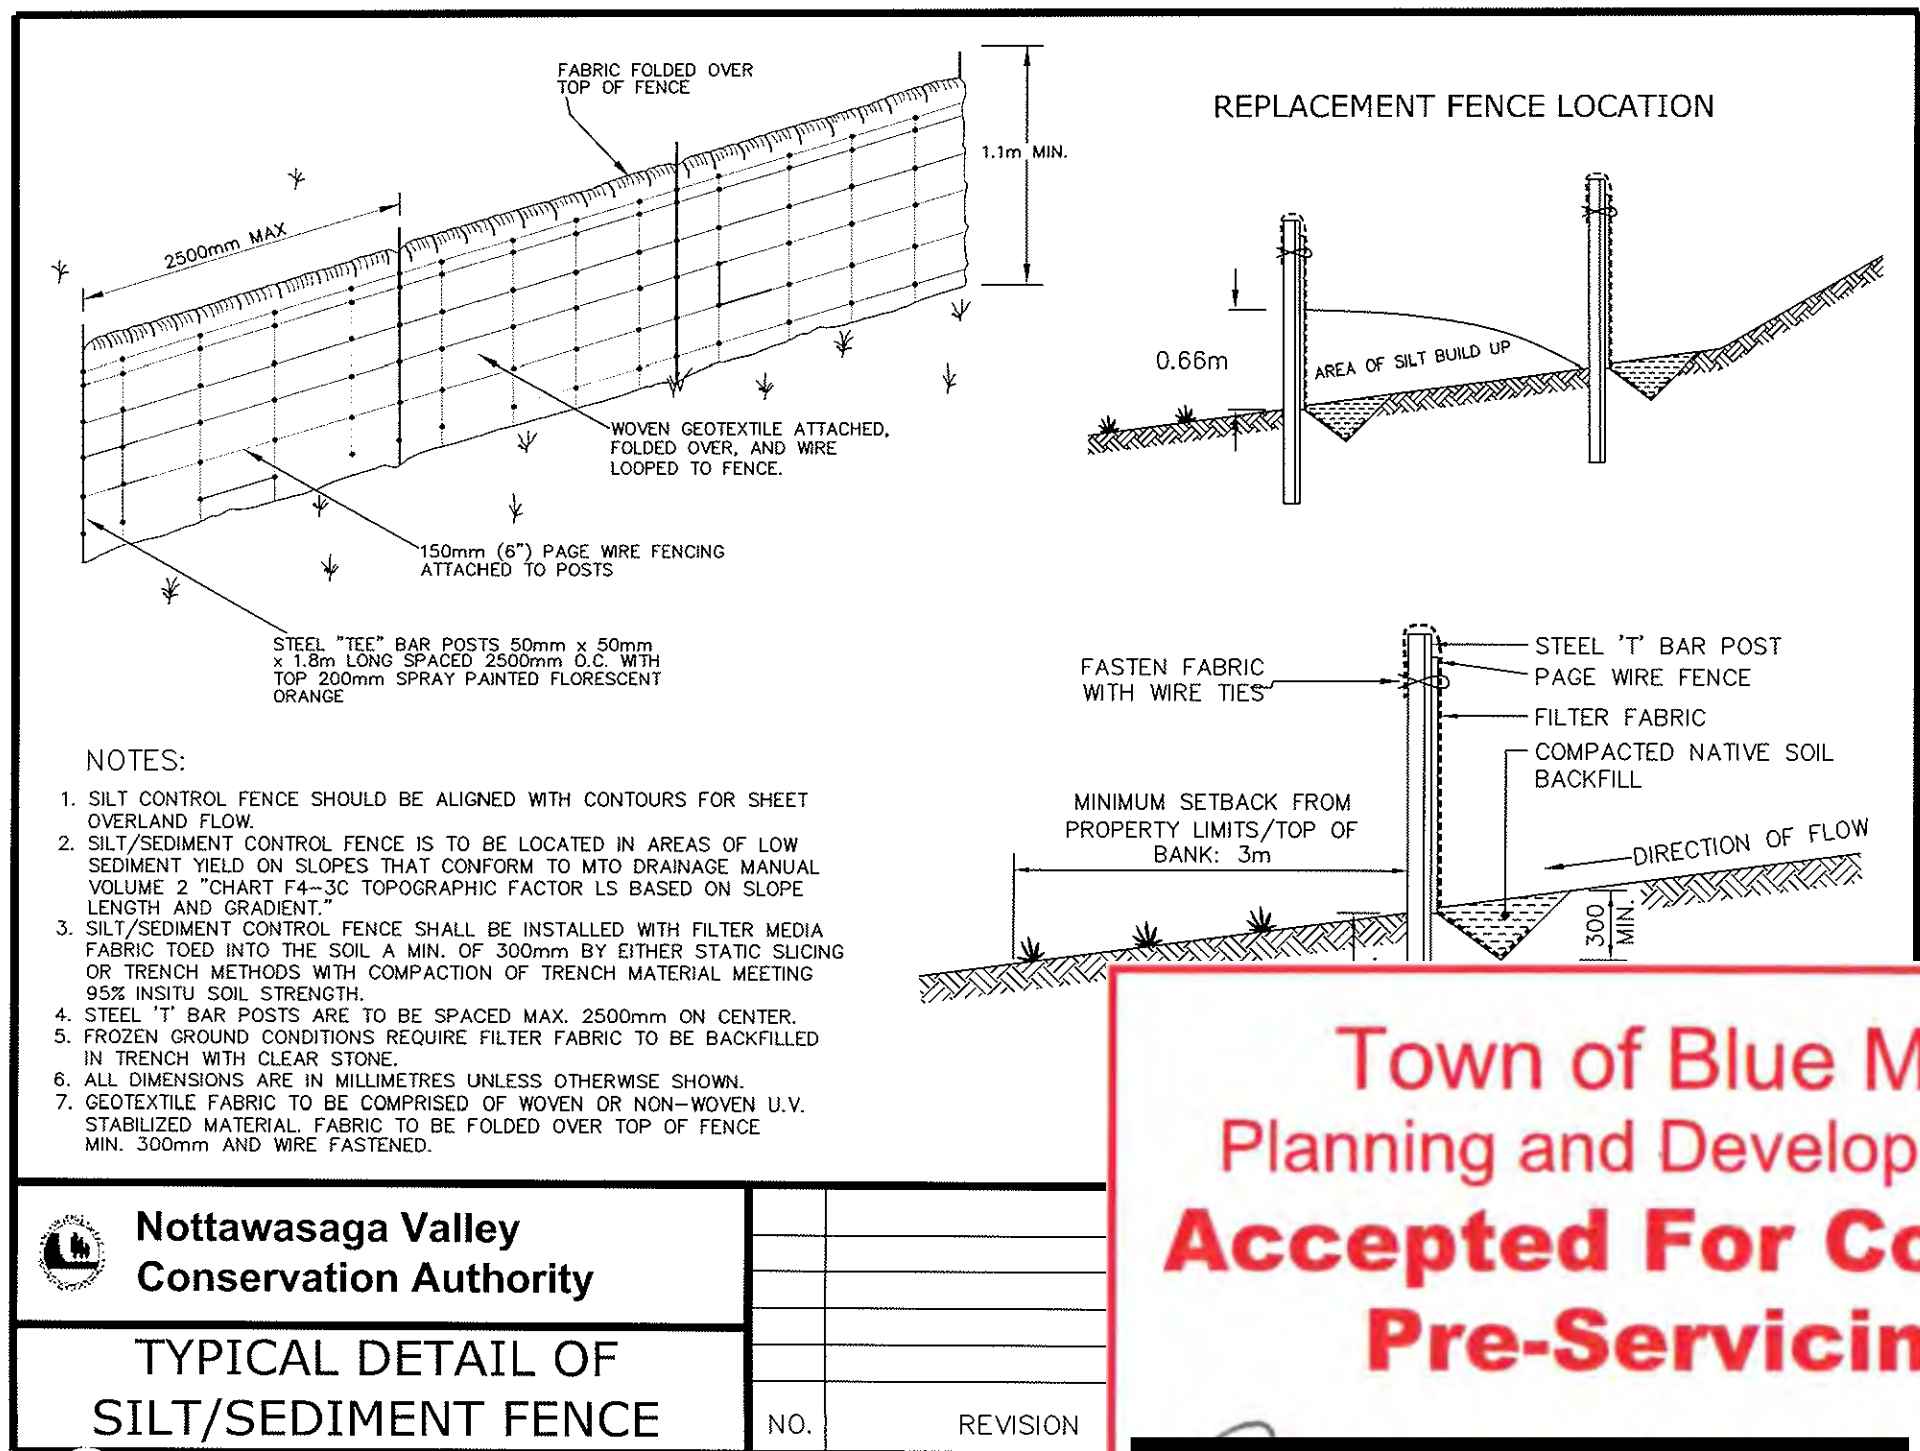 FABRIC FOLDED OVER
TOP OF FENCE
1.1m MIN.
2500mm MAX
WOVEN GEOTEXTILE ATTACHED,
FOLDED OVER, AND WIRE
LOOPED TO FENCE.
150mm (6") PAGE WIRE FENCING
ATTACHED TO POSTS
STEEL "TEE" BAR POSTS 50mm x 50mm
x 1.8m LONG SPACED 2500mm O.C. WITH
TOP 200mm SPRAY PAINTED FLORESCENT
ORANGE
REPLACEMENT FENCE LOCATION
0.66m
AREA OF SILT BUILD UP
FASTEN FABRIC
WITH WIRE TIES
STEEL 'T' BAR POST
PAGE WIRE FENCE
FILTER FABRIC
COMPACTED NATIVE SOIL
BACKFILL
MINIMUM SETBACK FROM
PROPERTY LIMITS/TOP OF
BANK: 3m
DIRECTION OF FLOW
300
MIN.
NOTES:
1. SILT CONTROL FENCE SHOULD BE ALIGNED WITH CONTOURS FOR SHEET
OVERLAND FLOW.
2. SILT/SEDIMENT CONTROL FENCE IS TO BE LOCATED IN AREAS OF LOW
SEDIMENT YIELD ON SLOPES THAT CONFORM TO MTO DRAINAGE MANUAL
VOLUME 2 "CHART F4-3C TOPOGRAPHIC FACTOR LS BASED ON SLOPE
LENGTH AND GRADIENT."
3. SILT/SEDIMENT CONTROL FENCE SHALL BE INSTALLED WITH FILTER MEDIA
FABRIC TOED INTO THE SOIL A MIN. OF 300mm BY EITHER STATIC SLICING
OR TRENCH METHODS WITH COMPACTION OF TRENCH MATERIAL MEETING
95% INSITU SOIL STRENGTH.
4. STEEL 'T' BAR POSTS ARE TO BE SPACED MAX. 2500mm ON CENTER.
5. FROZEN GROUND CONDITIONS REQUIRE FILTER FABRIC TO BE BACKFILLED
IN TRENCH WITH CLEAR STONE.
6. ALL DIMENSIONS ARE IN MILLIMETRES UNLESS OTHERWISE SHOWN.
7. GEOTEXTILE FABRIC TO BE COMPRISED OF WOVEN OR NON-WOVEN U.V.
STABILIZED MATERIAL. FABRIC TO BE FOLDED OVER TOP OF FENCE
MIN. 300mm AND WIRE FASTENED.
Nottawasaga Valley
Conservation Authority
TYPICAL DETAIL OF
SILT/SEDIMENT FENCE
NO. REVISION
Town of Blue M
Planning and Develop
Accepted For Co
Pre-Servicin